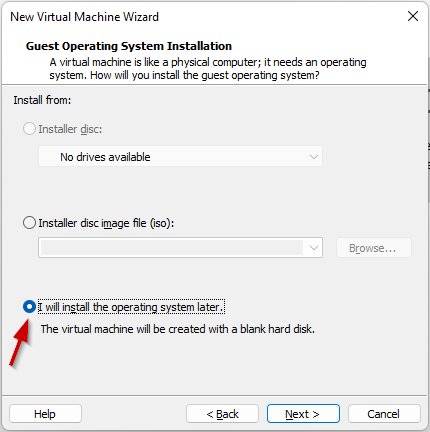 New Virtual Machine Wizard
Guest Operating System Installation
A virtual machine is like a physical computer; it needs an operating
system. How will you install the guest operating system?
Install from:
Installer disc:
No drives available
Installer disc image file (iso):
Browse...
I will install the operating system later.
The virtual machine will be created with a blank hard disk.
Help
< Back
Next >
Cancel